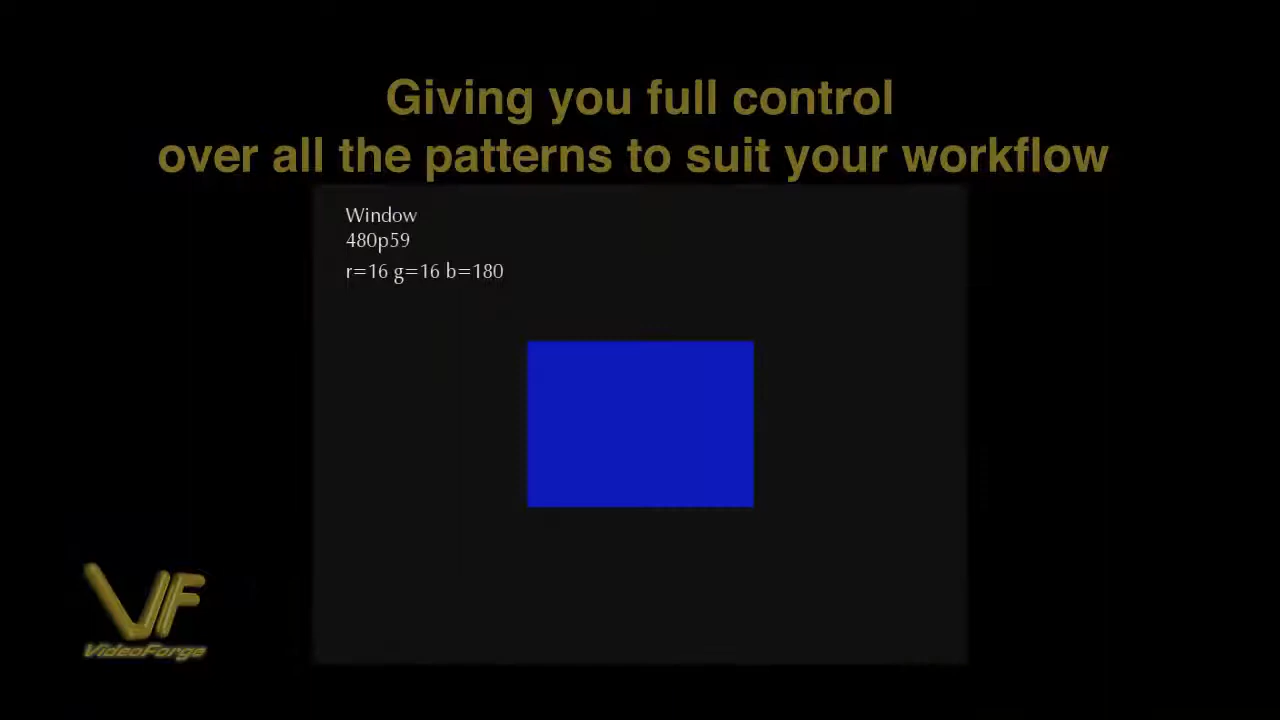 Giving you full control
over all the patterns to suit your workflow
Window
480p59
r=16 g=16 b=180
VF
VideoForge